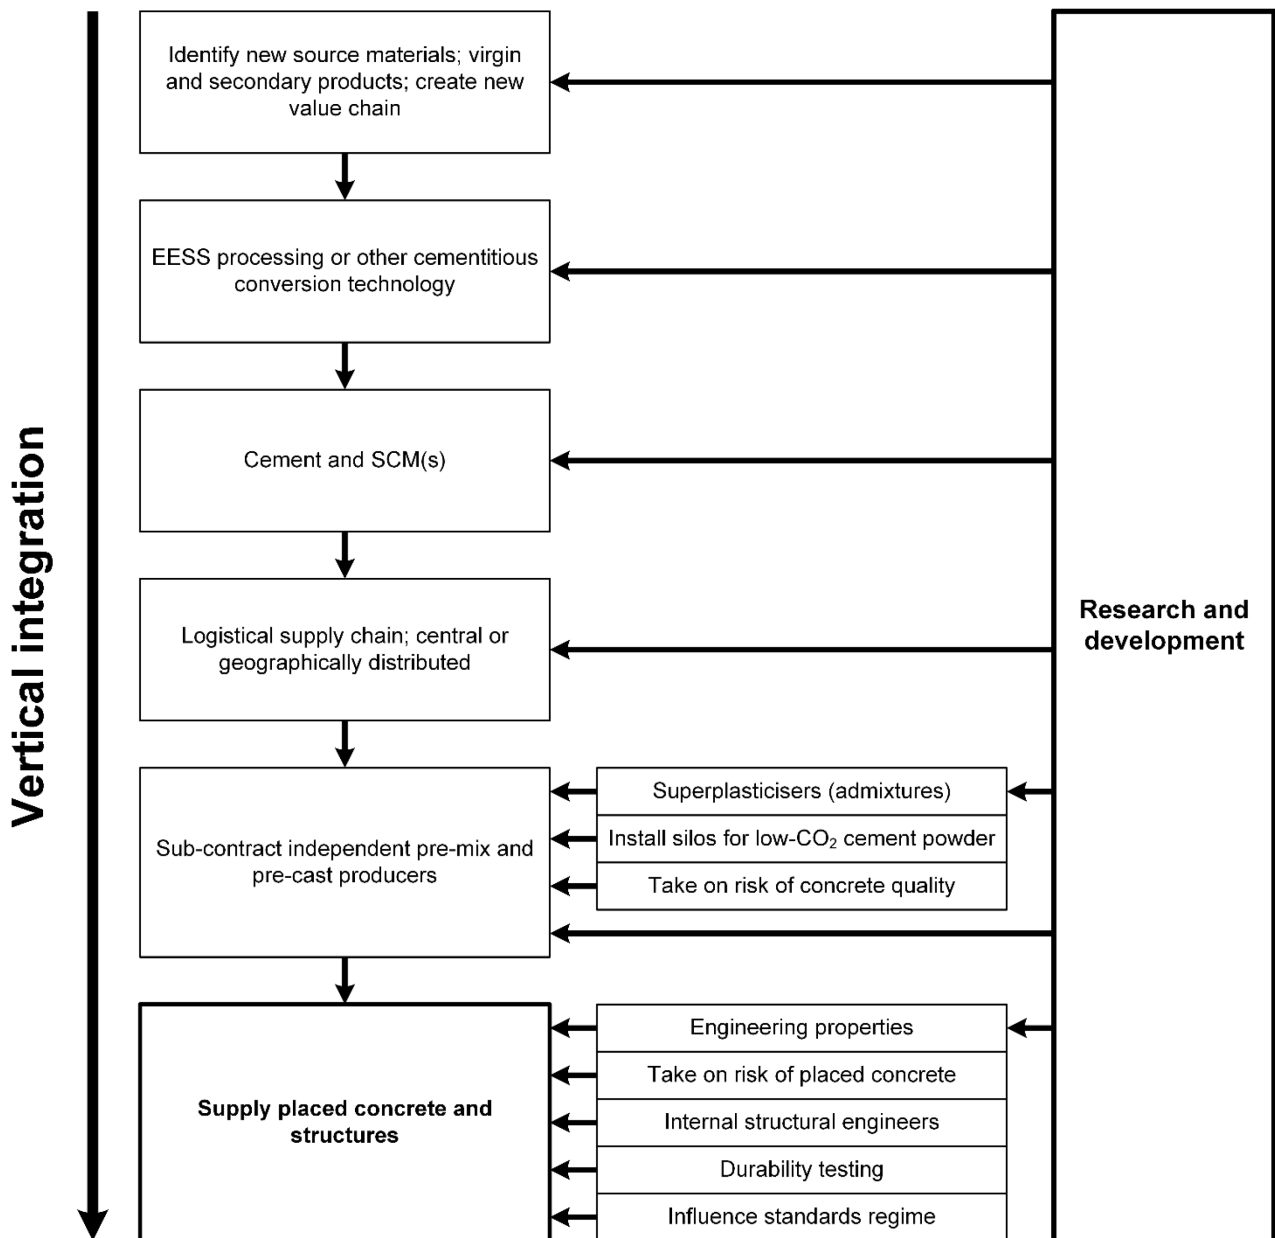 Vertical integration
Identify new source materials; virgin
and secondary products; create new
value chain
EESS processing or other cementitious
conversion technology
Cement and SCM(s)
Logistical supply chain; central or
geographically distributed
Sub-contract independent pre-mix and
pre-cast producers
Superplasticisers (admixtures)
Install silos for low-CO₂ cement powder
Take on risk of concrete quality
Supply placed concrete and
structures
Engineering properties
Take on risk of placed concrete
Internal structural engineers
Durability testing
Influence standards regime
Research and
development